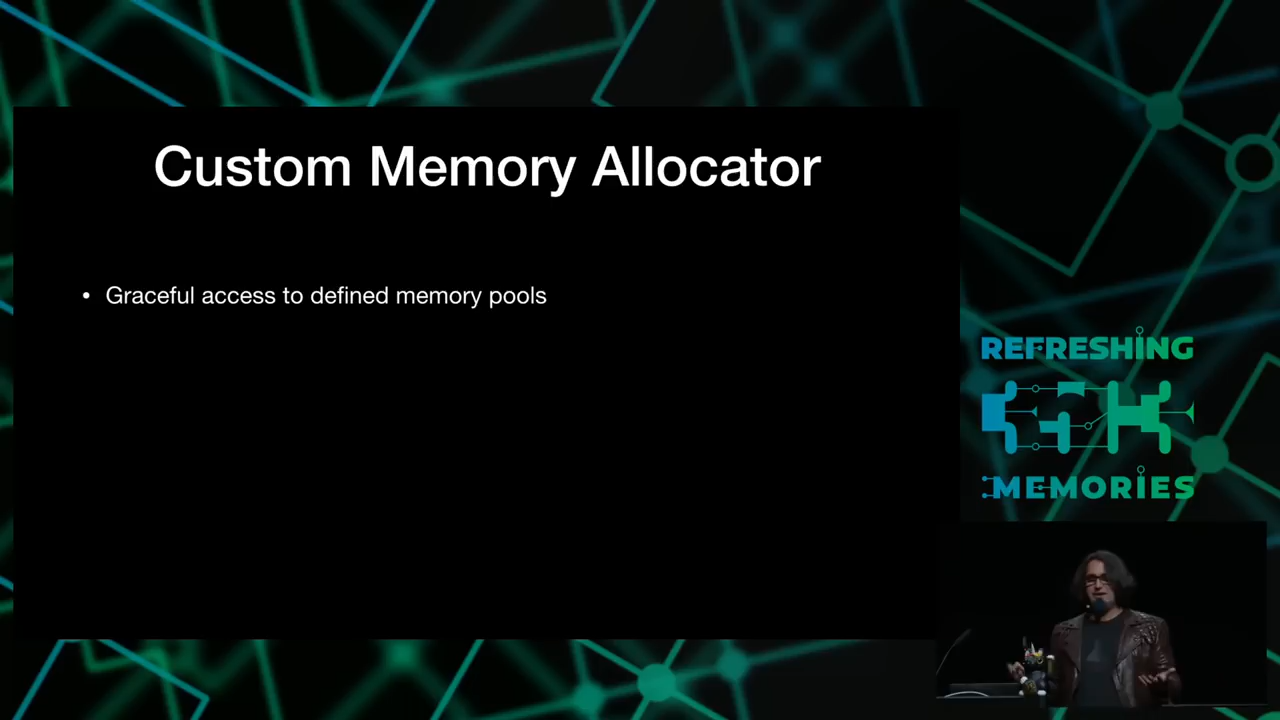 Custom Memory Allocator
• Graceful access to defined memory pools
REFRESHING
MEMORIES